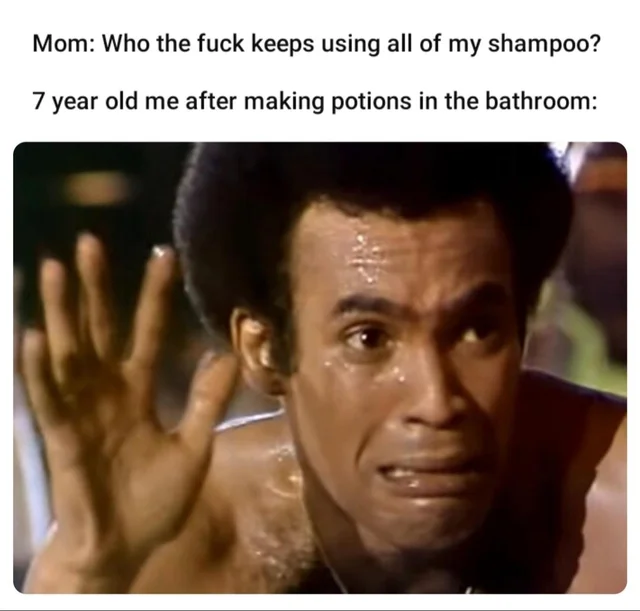 Mom: Who the fuck keeps using all of my shampoo?
7 year old me after making potions in the bathroom: